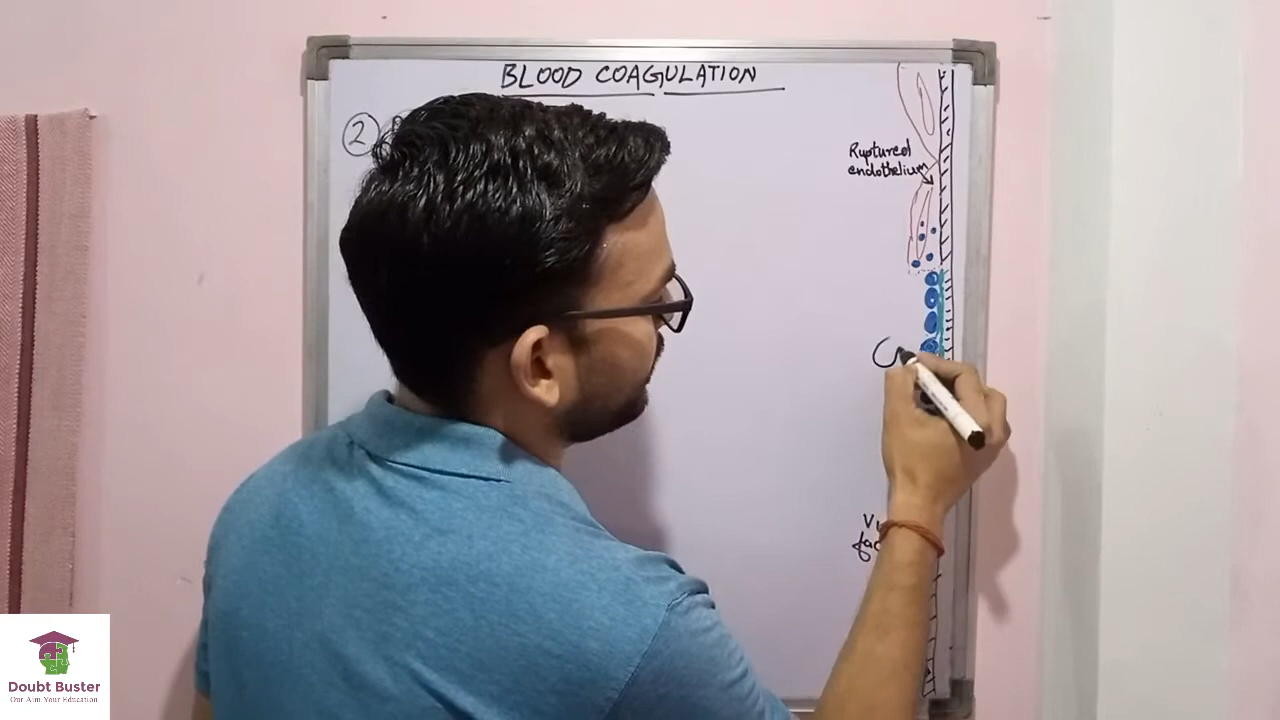 BLOOD COAGULATION
2
Ruptured
endothelium
Doubt Buster
Our Aim Your Education